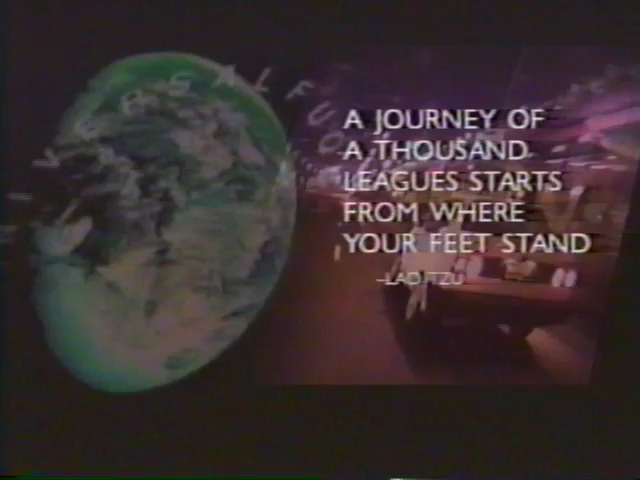 A JOURNEY OF
A THOUSAND
LEAGUES STARTS
FROM WHERE
YOUR FEET STAND
–LAO TZU